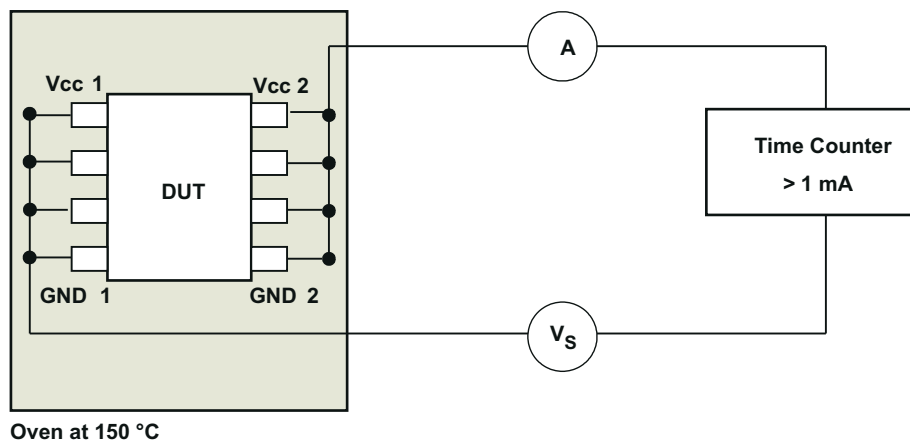 A
Vcc 1
Vcc 2
Time Counter
> 1 mA
DUT
GND 1
GND 2
VS
Oven at 150 °C